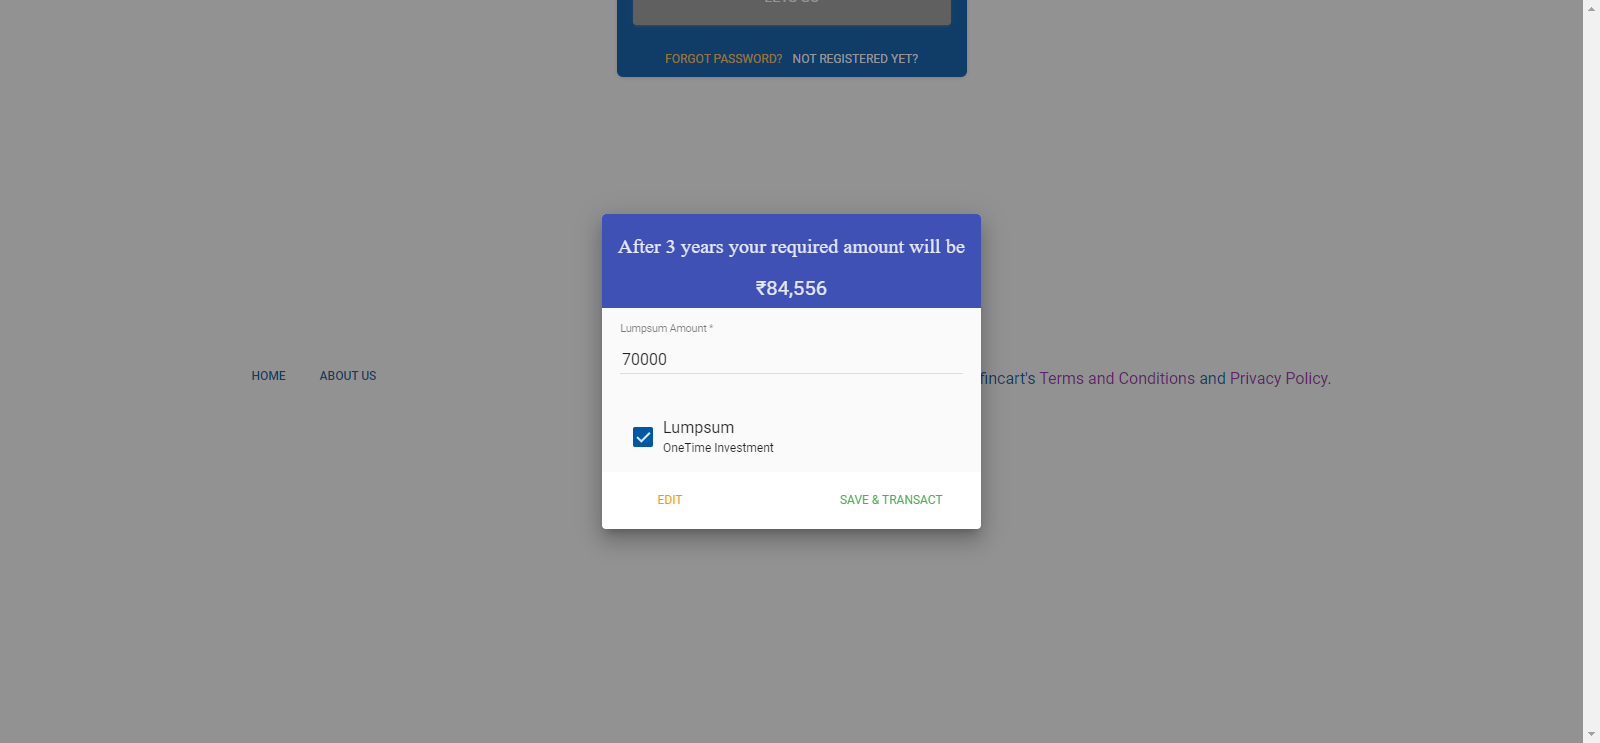 FORGOT PASSWORD? NOT REGISTERED YET?
After 3 years your required amount will be
₹84,556
Lumpsum Amount *
70000
HOME ABOUT US
fincart's Terms and Conditions and Privacy Policy.
Lumpsum
OneTime Investment
EDIT SAVE & TRANSACT